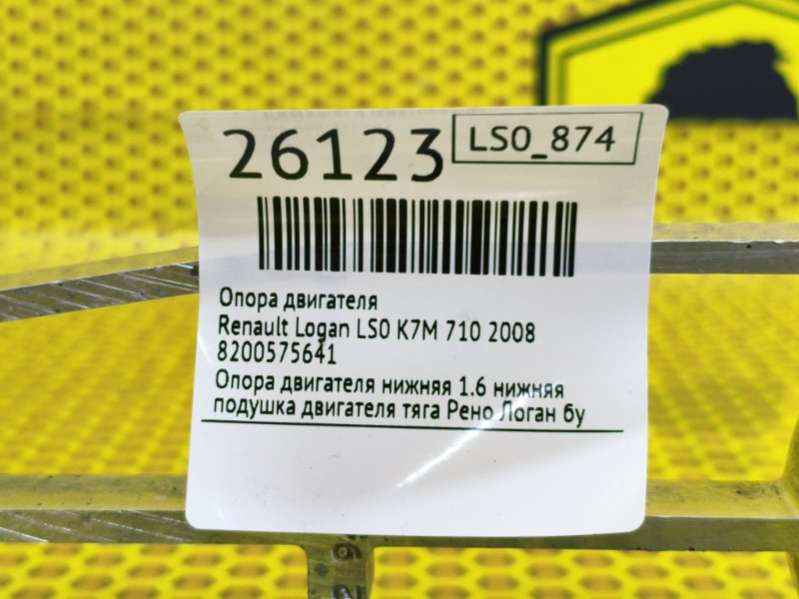 26123
LS0_874
Опора двигателя
Renault Logan LS0 K7M 710 2008
8200575641
Опора двигателя нижняя 1.6 нижняя
подушка двигателя тяга Рено Логан бу